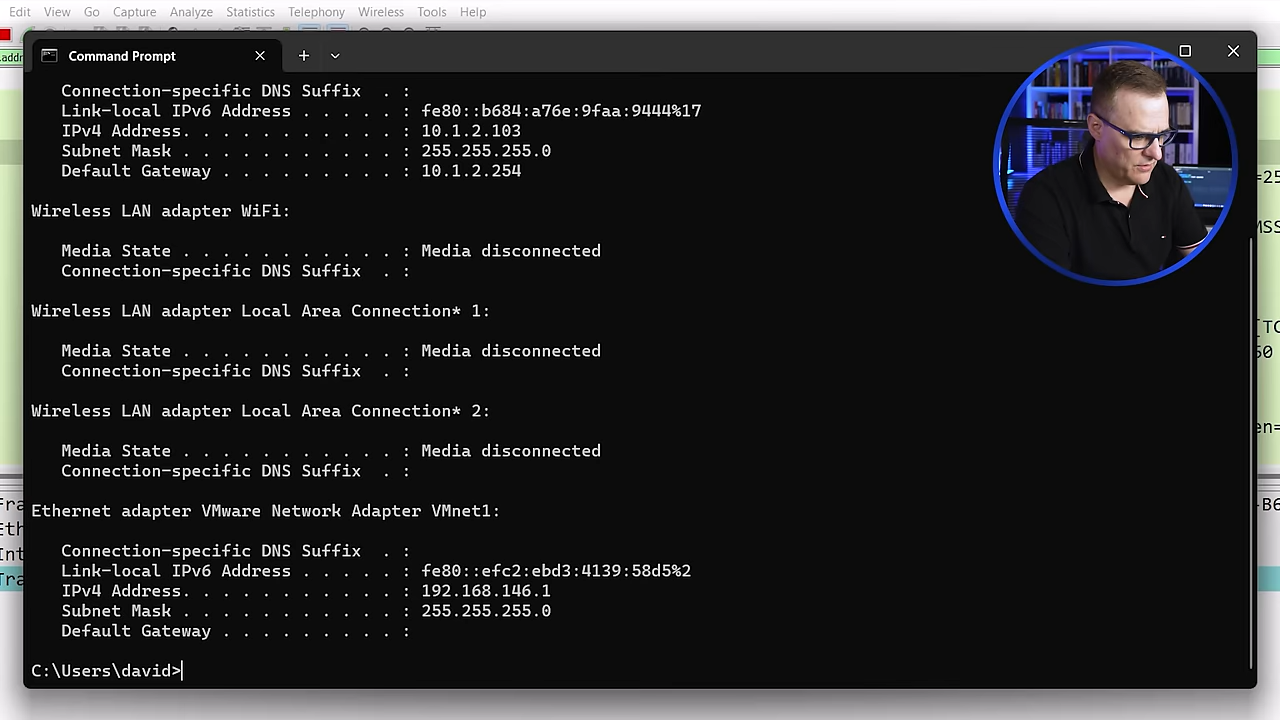 Edit View Go Capture Analyze Statistics Telephony Wireless Tools Help
Command Prompt
Connection-specific DNS Suffix . :
Link-local IPv6 Address . . . . . : fe80::b684:a76e:9faa:9444%17
IPv4 Address. . . . . . . . . . . : 10.1.2.103
Subnet Mask . . . . . . . . . . . : 255.255.255.0
Default Gateway . . . . . . . . . : 10.1.2.254
Wireless LAN adapter WiFi:
Media State . . . . . . . . . . . : Media disconnected
Connection-specific DNS Suffix . :
Wireless LAN adapter Local Area Connection* 1:
Media State . . . . . . . . . . . : Media disconnected
Connection-specific DNS Suffix . :
Wireless LAN adapter Local Area Connection* 2:
Media State . . . . . . . . . . . : Media disconnected
Connection-specific DNS Suffix . :
Ethernet adapter VMware Network Adapter VMnet1:
Connection-specific DNS Suffix . :
Link-local IPv6 Address . . . . . : fe80::efc2:ebd3:4139:58d5%2
IPv4 Address. . . . . . . . . . . : 192.168.146.1
Subnet Mask . . . . . . . . . . . : 255.255.255.0
Default Gateway . . . . . . . . . :
C:\Users\david>